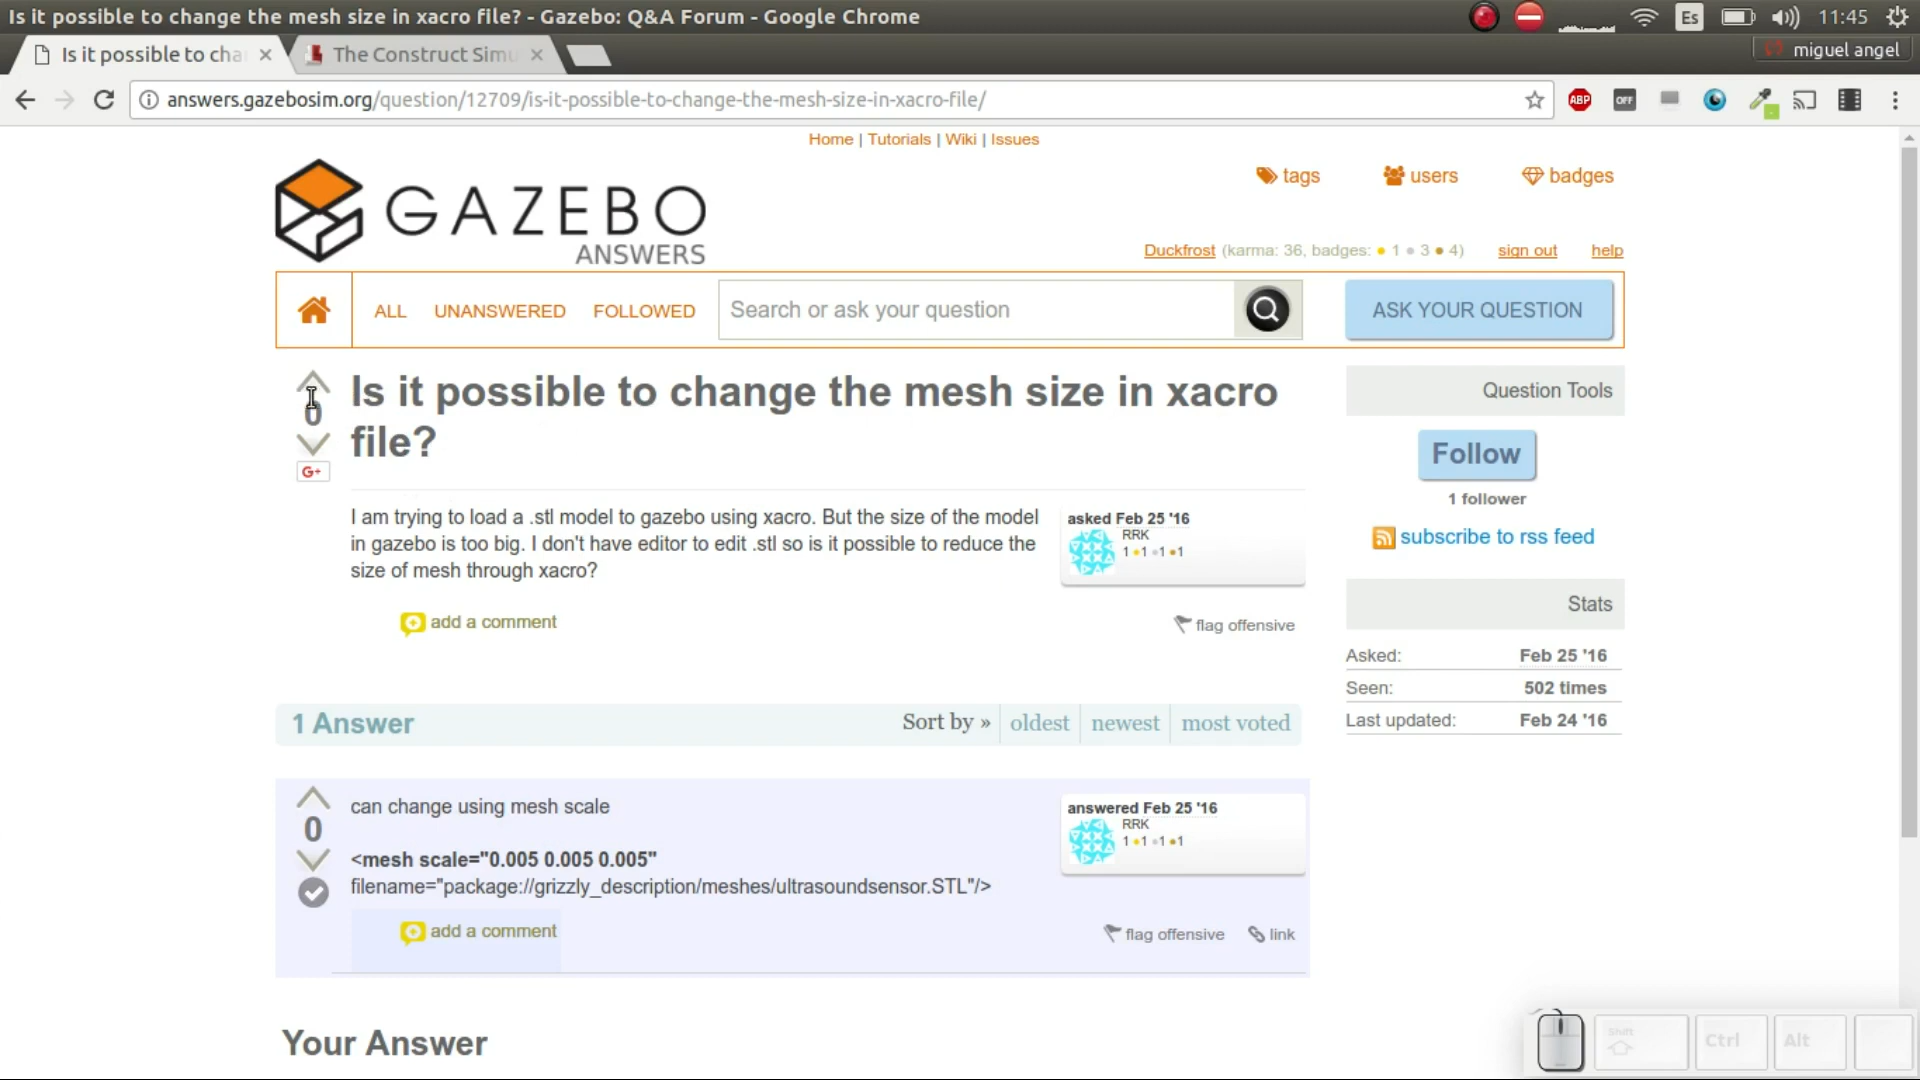 Is it possible to change the mesh size in xacro file? - Gazebo: Q&A Forum - Google Chrome
Es
11:45
Is it possible to cha
The Construct Simu
miguel angel
answers.gazebosim.org/question/12709/is-it-possible-to-change-the-mesh-size-in-xacro-file/
ABP
OFF
Home | Tutorials | Wiki | Issues
GAZEBO
ANSWERS
tags
users
badges
Duckfrost (karma: 36, badges: ● 1 ● 3 ● 4)
sign out
help
ALL
UNANSWERED
FOLLOWED
Search or ask your question
ASK YOUR QUESTION
0
G+
Is it possible to change the mesh size in xacro
file?
I am trying to load a .stl model to gazebo using xacro. But the size of the model
in gazebo is too big. I don't have editor to edit .stl so is it possible to reduce the
size of mesh through xacro?
asked Feb 25 '16
RRK
1 ●1 ●1 ●1
add a comment
flag offensive
Question Tools
Follow
1 follower
subscribe to rss feed
Stats
Asked: Feb 25 '16
Seen: 502 times
Last updated: Feb 24 '16
1 Answer
Sort by » oldest newest most voted
0
can change using mesh scale
<mesh scale="0.005 0.005 0.005"
filename="package://grizzly_description/meshes/ultrasoundsensor.STL"/>
answered Feb 25 '16
RRK
1 ●1 ●1 ●1
add a comment
flag offensive
link
Your Answer
Shift
Ctrl
Alt